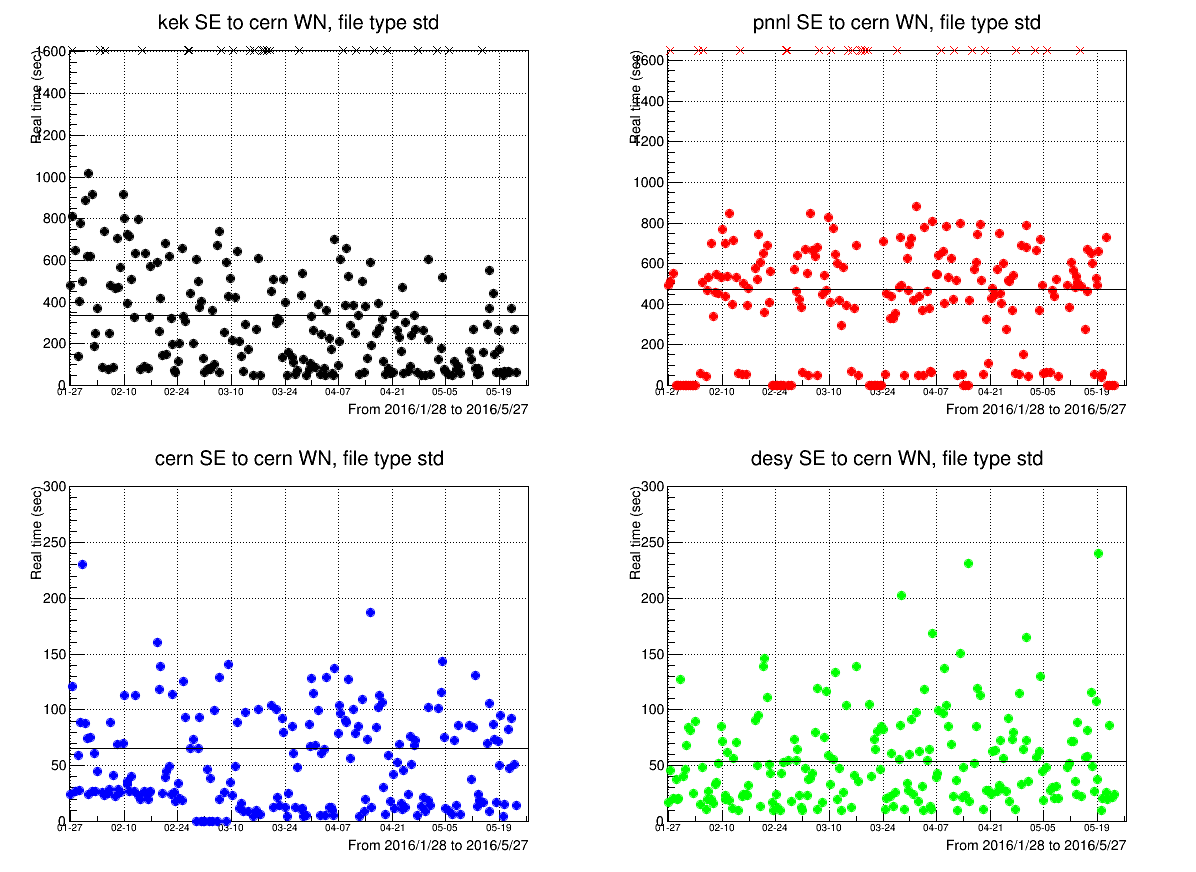 kek SE to cern WN, file type std
Real time (sec)
1600
1400
1200
1000
800
600
400
200
0
01-27 02-10 02-24 03-10 03-24 04-07 04-21 05-05 05-19
From 2016/1/28 to 2016/5/27
pnnl SE to cern WN, file type std
Real time (sec)
1600
1400
1200
1000
800
600
400
200
0
01-27 02-10 02-24 03-10 03-24 04-07 04-21 05-05 05-19
From 2016/1/28 to 2016/5/27
cern SE to cern WN, file type std
Real time (sec)
300
250
200
150
100
50
0
01-27 02-10 02-24 03-10 03-24 04-07 04-21 05-05 05-19
From 2016/1/28 to 2016/5/27
desy SE to cern WN, file type std
Real time (sec)
300
250
200
150
100
50
0
01-27 02-10 02-24 03-10 03-24 04-07 04-21 05-05 05-19
From 2016/1/28 to 2016/5/27